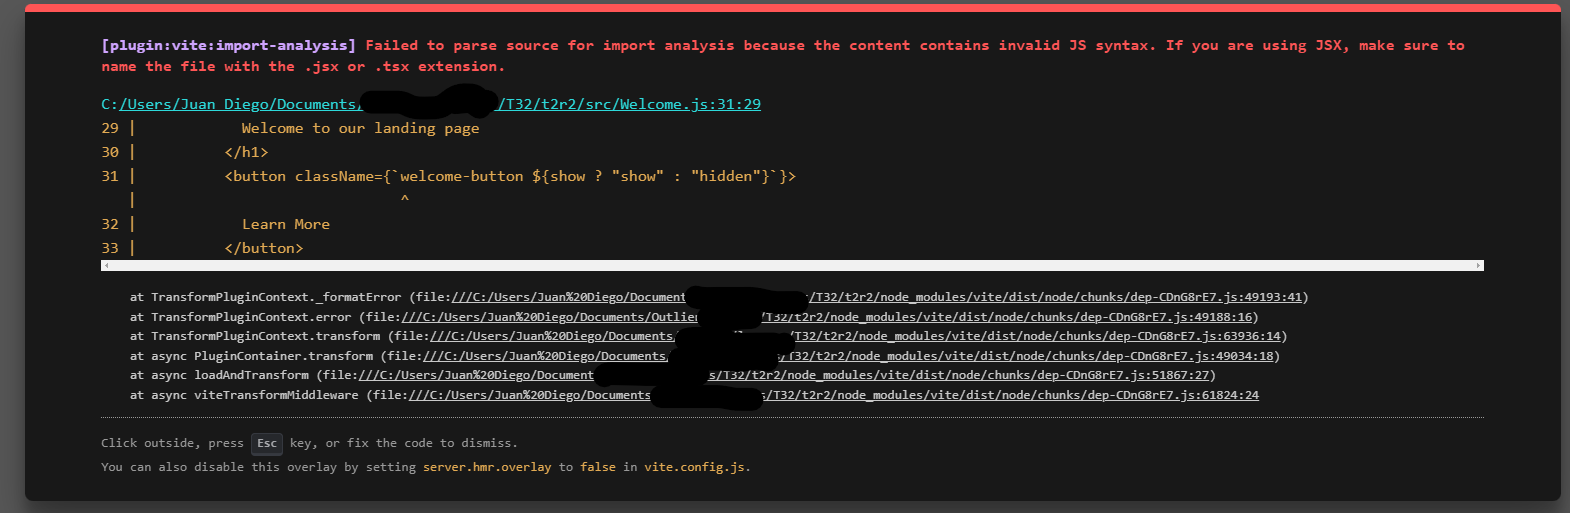 [plugin:vite:import-analysis] Failed to parse source for import analysis because the content contains invalid JS syntax. If you are using JSX, make sure to
name the file with the .jsx or .tsx extension.
C:/Users/Juan Diego/Documents/ /T32/t2r2/src/Welcome.js:31:29
29 | Welcome to our landing page
30 | </h1>
31 | <button className={`welcome-button ${show ? "show" : "hidden"}`}>
| ^
32 | Learn More
33 | </button>
at TransformPluginContext._formatError (file:///C:/Users/Juan%20Diego/Document /T32/t2r2/node_modules/vite/dist/node/chunks/dep-CDnG8rE7.js:49193:41)
at TransformPluginContext.error (file:///C:/Users/Juan%20Diego/Documents/Outlie /T32/t2r2/node_modules/vite/dist/node/chunks/dep-CDnG8rE7.js:49188:16)
at TransformPluginContext.transform (file:///C:/Users/Juan%20Diego/Documents/ /T32/t2r2/node_modules/vite/dist/node/chunks/dep-CDnG8rE7.js:63936:14)
at async PluginContainer.transform (file:///C:/Users/Juan%20Diego/Documents/ /T32/t2r2/node_modules/vite/dist/node/chunks/dep-CDnG8rE7.js:49034:18)
at async loadAndTransform (file:///C:/Users/Juan%20Diego/Document s/T32/t2r2/node_modules/vite/dist/node/chunks/dep-CDnG8rE7.js:51867:27)
at async viteTransformMiddleware (file:///C:/Users/Juan%20Diego/Documents s/T32/t2r2/node_modules/vite/dist/node/chunks/dep-CDnG8rE7.js:61824:24
Click outside, press Esc key, or fix the code to dismiss.
You can also disable this overlay by setting server.hmr.overlay to false in vite.config.js.